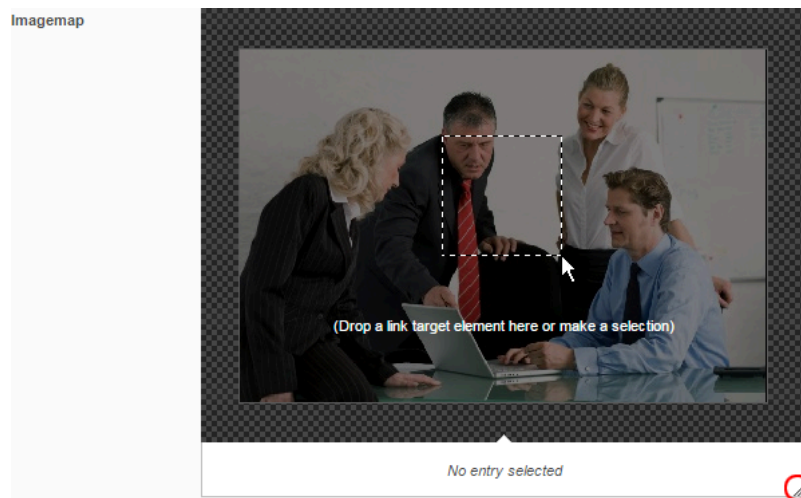 Imagemap
(Drop a link target element here or make a selection)
No entry selected